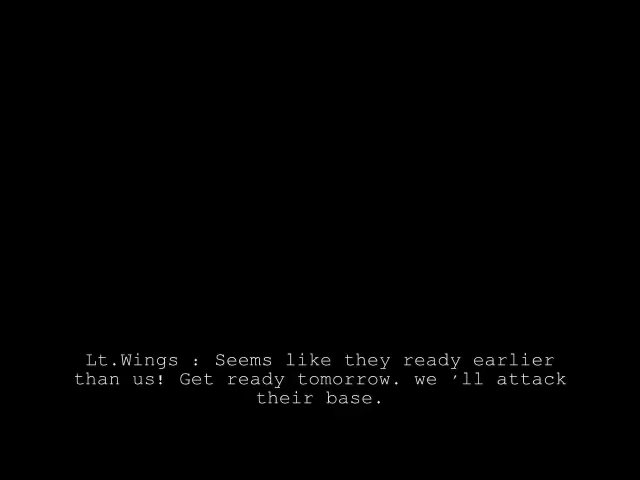 Lt.Wings : Seems like they ready earlier
than us! Get ready tomorrow. we ’ll attack
their base.